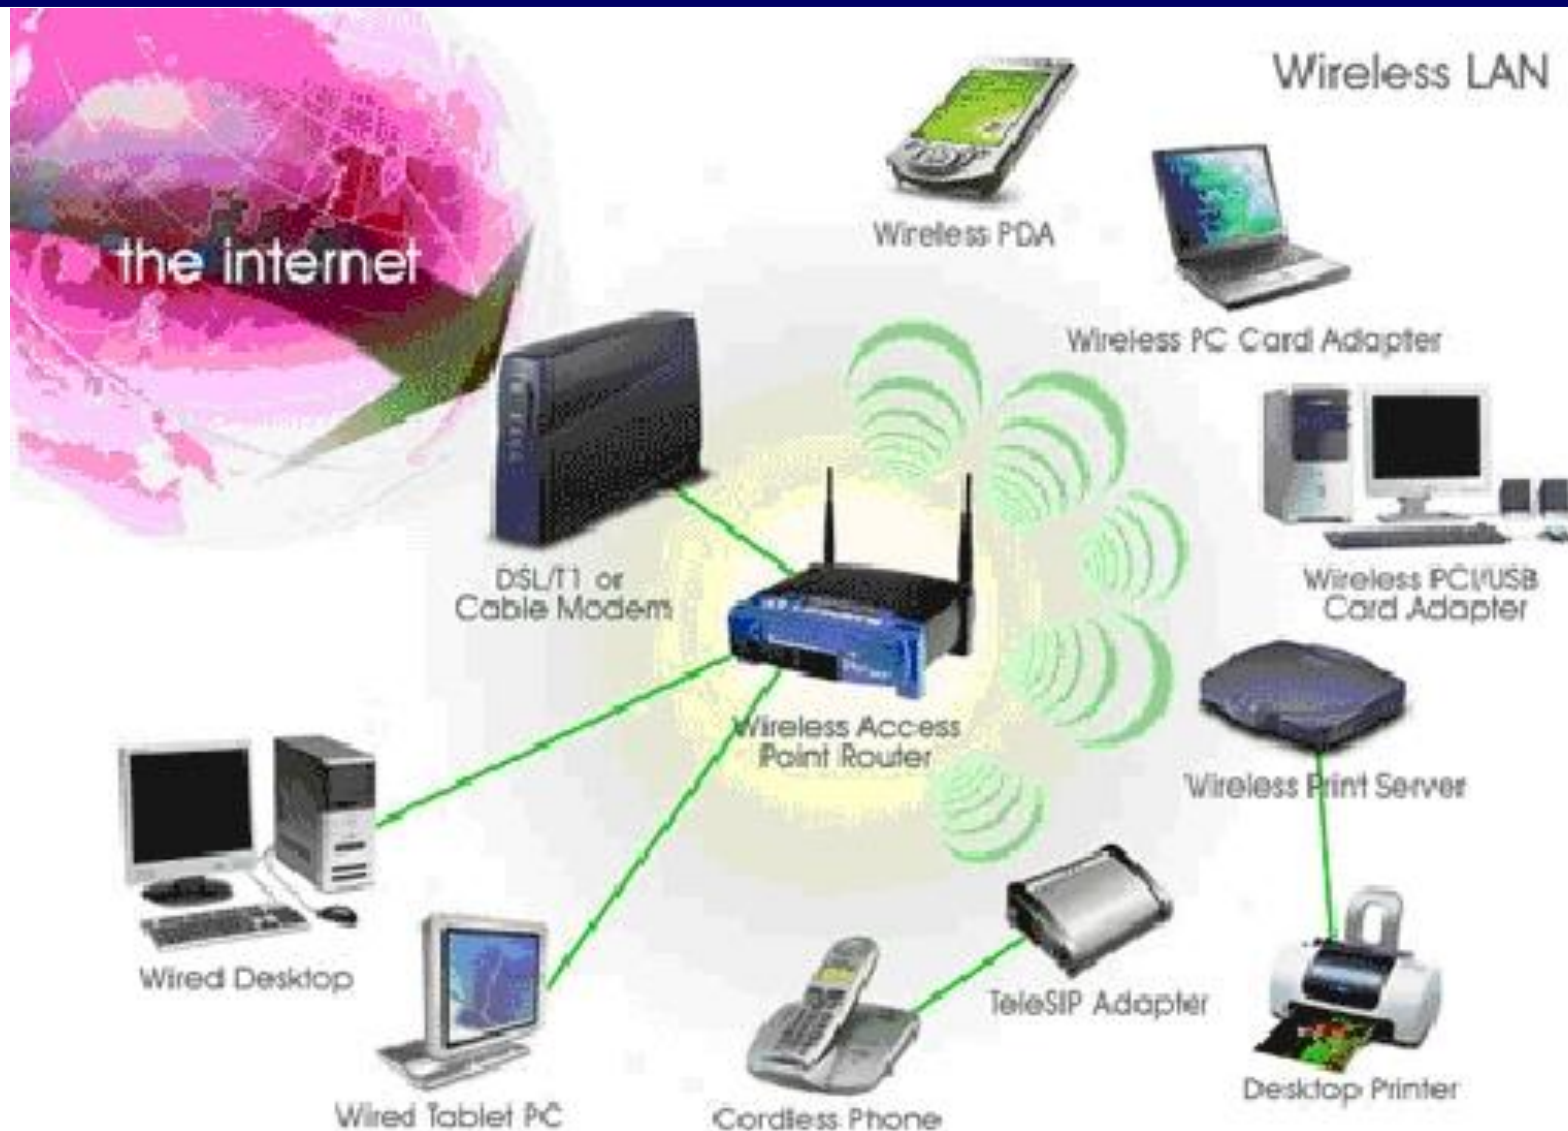 Wireless LAN
the internet
Wireless PDA
Wireless PC Card Adapter
DSL/T1 or
Cable Modem
Wireless PCI/USB
Card Adapter
Wireless Access
Point Router
Wireless Print Server
Wired Desktop
TeleSIP Adapter
Wired Tablet PC
Cordless Phone
Desktop Printer